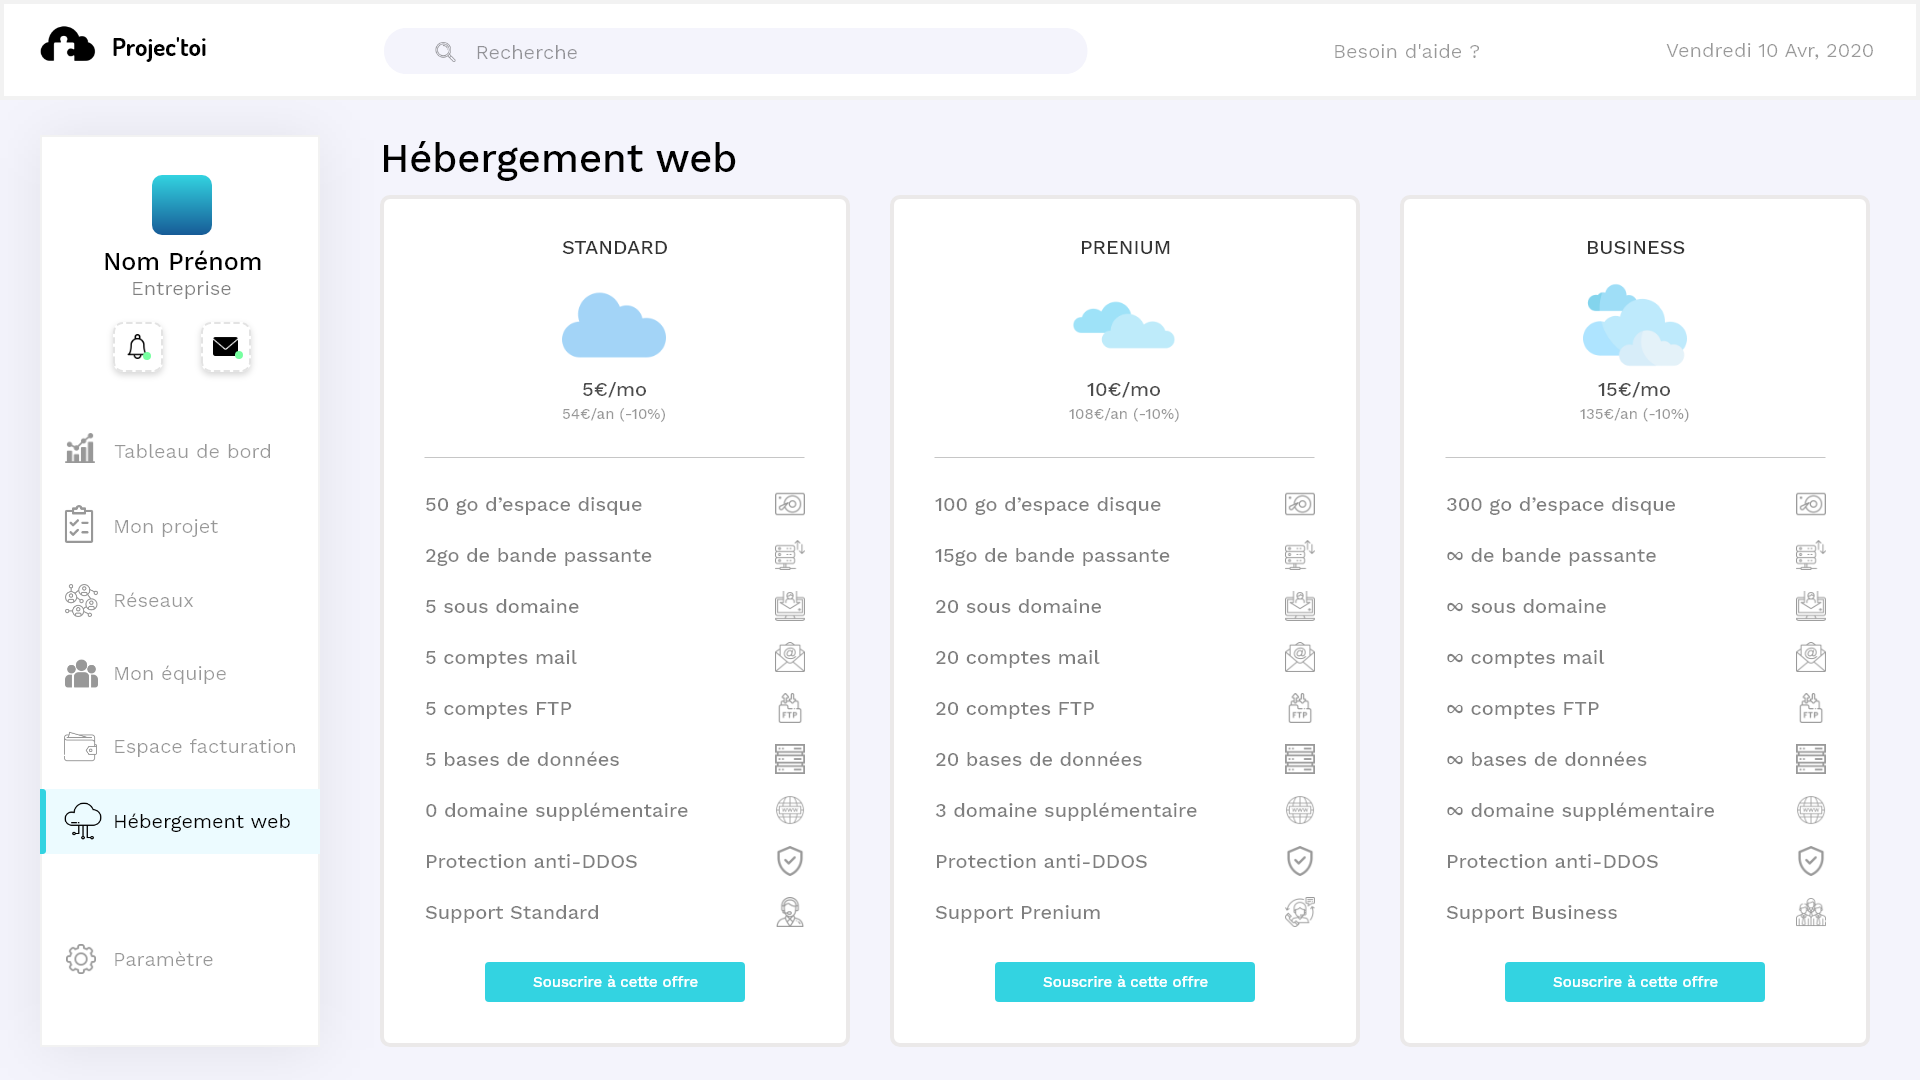 Projec'toi
Recherche
Besoin d'aide ?
Vendredi 10 Avr, 2020
Nom Prénom
Entreprise
Tableau de bord
Mon projet
Réseaux
Mon équipe
Espace facturation
Hébergement web
Paramètre
Hébergement web
STANDARD
5€/mo
54€/an (-10%)
50 go d’espace disque
2go de bande passante
5 sous domaine
5 comptes mail
5 comptes FTP
FTP
5 bases de données
0 domaine supplémentaire
www
Protection anti-DDOS
Support Standard
Souscrire à cette offre
PRENIUM
10€/mo
108€/an (-10%)
100 go d’espace disque
15go de bande passante
20 sous domaine
20 comptes mail
20 comptes FTP
FTP
20 bases de données
3 domaine supplémentaire
www
Protection anti-DDOS
Support Prenium
Souscrire à cette offre
BUSINESS
15€/mo
135€/an (-10%)
300 go d’espace disque
∞ de bande passante
∞ sous domaine
∞ comptes mail
∞ comptes FTP
FTP
∞ bases de données
∞ domaine supplémentaire
www
Protection anti-DDOS
Support Business
Souscrire à cette offre